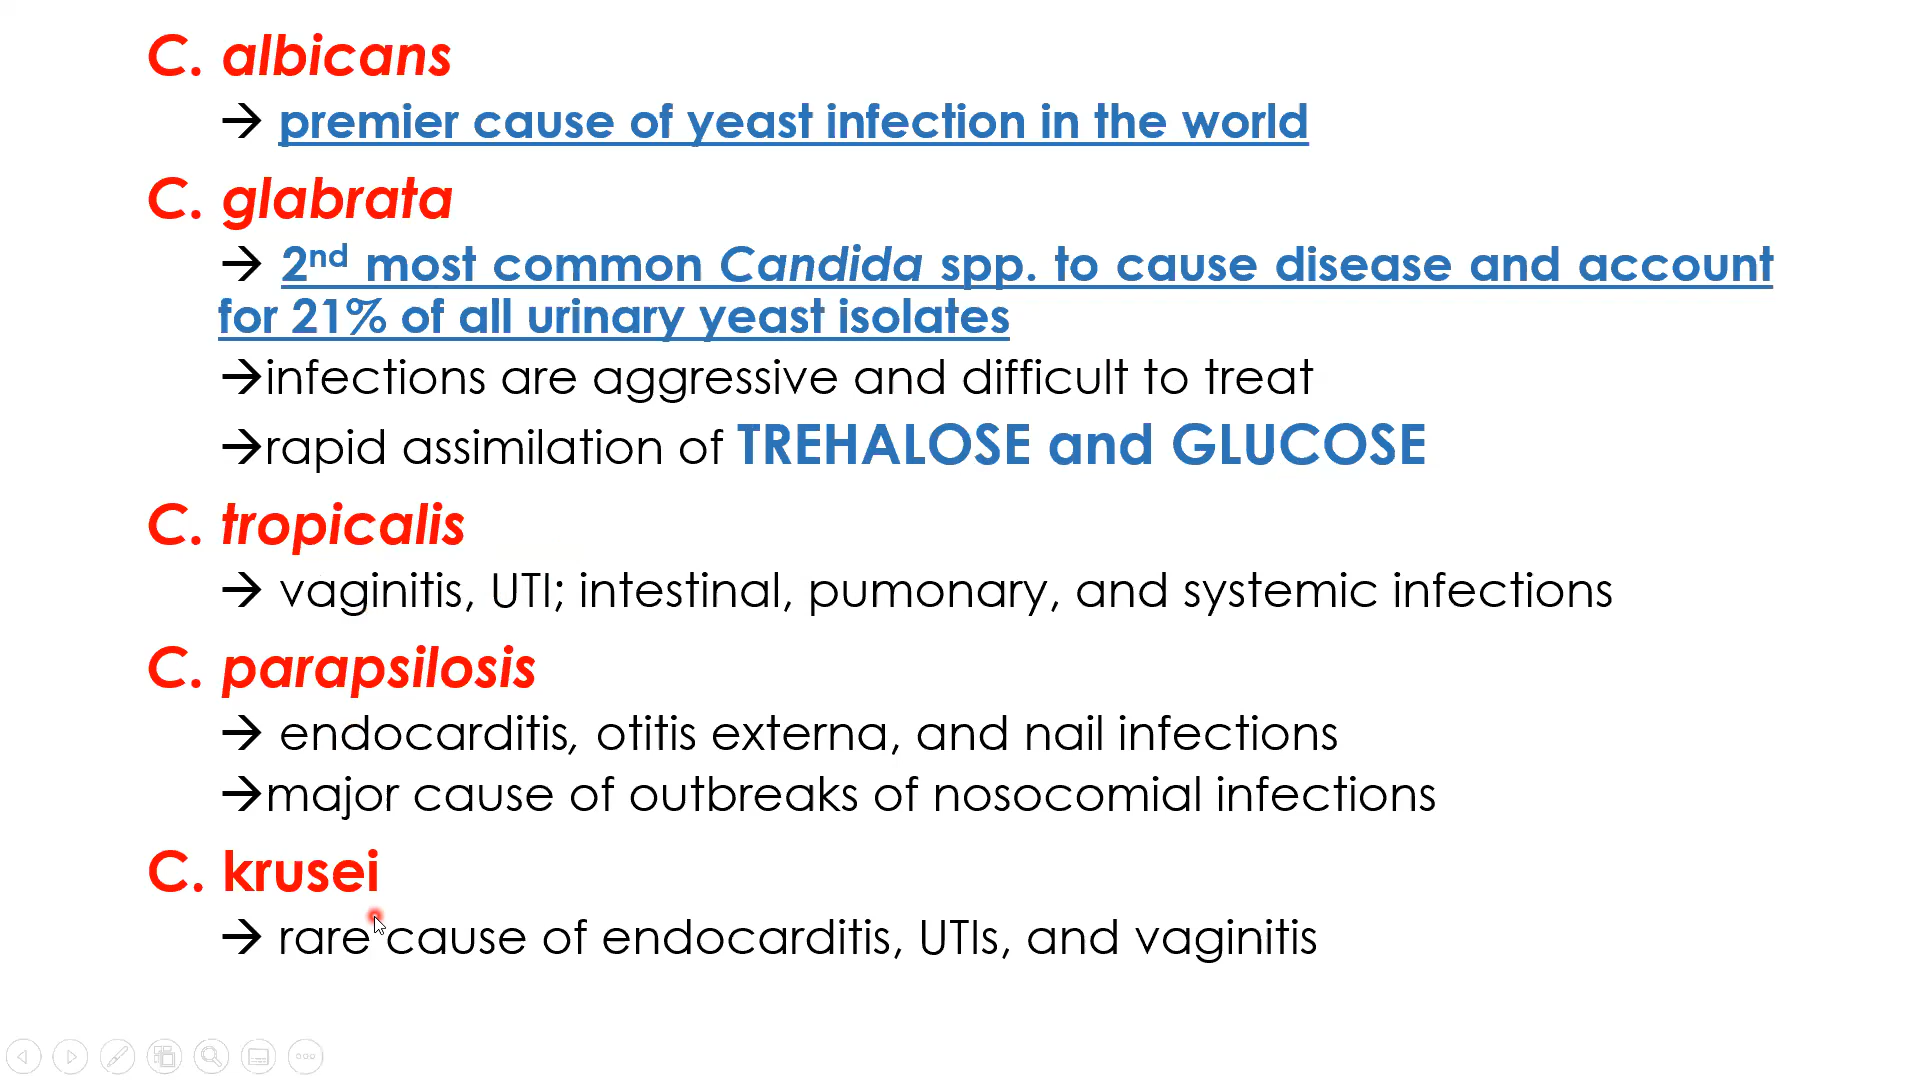 C. albicans
→ premier cause of yeast infection in the world
C. glabrata
→ 2nd most common Candida spp. to cause disease and account
for 21% of all urinary yeast isolates
→infections are aggressive and difficult to treat
→rapid assimilation of TREHALOSE and GLUCOSE
C. tropicalis
→ vaginitis, UTI; intestinal, pumonary, and systemic infections
C. parapsilosis
→ endocarditis, otitis externa, and nail infections
→major cause of outbreaks of nosocomial infections
C. krusei
→ rare cause of endocarditis, UTIs, and vaginitis